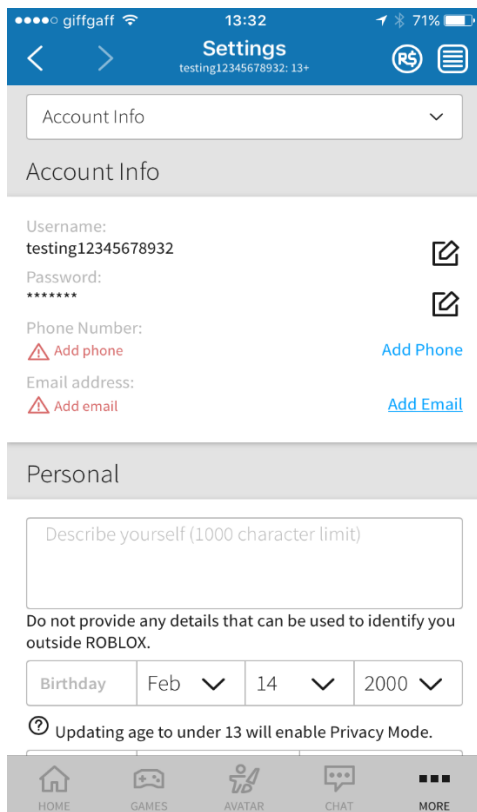 giffgaff 13:32 71%
Settings
testing12345678932: 13+
R$
Account Info
Account Info
Username:
testing12345678932
Password:
*******
Phone Number:
Add phone Add Phone
Email address:
Add email Add Email
Personal
Describe yourself (1000 character limit)
Do not provide any details that can be used to identify you
outside ROBLOX.
Birthday Feb 14 2000
Updating age to under 13 will enable Privacy Mode.
HOME GAMES AVATAR CHAT MORE